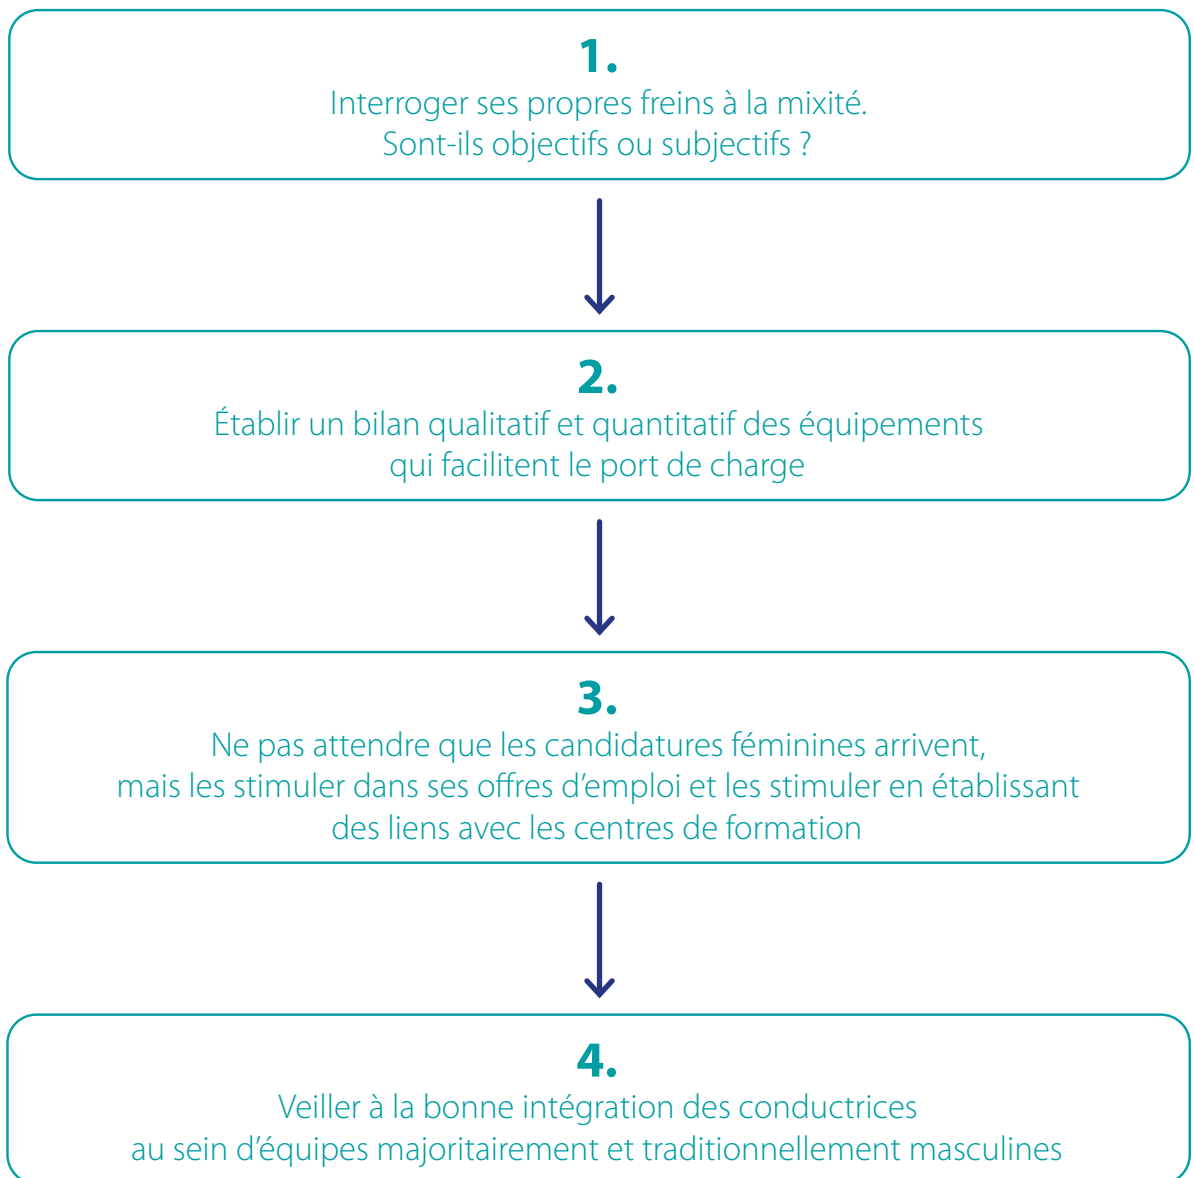 1.
Interroger ses propres freins à la mixité.
Sont-ils objectifs ou subjectifs ?
2.
Établir un bilan qualitatif et quantitatif des équipements
qui facilitent le port de charge
3.
Ne pas attendre que les candidatures féminines arrivent,
mais les stimuler dans ses offres d’emploi et les stimuler en établissant
des liens avec les centres de formation
4.
Veiller à la bonne intégration des conductrices
au sein d’équipes majoritairement et traditionnellement masculines